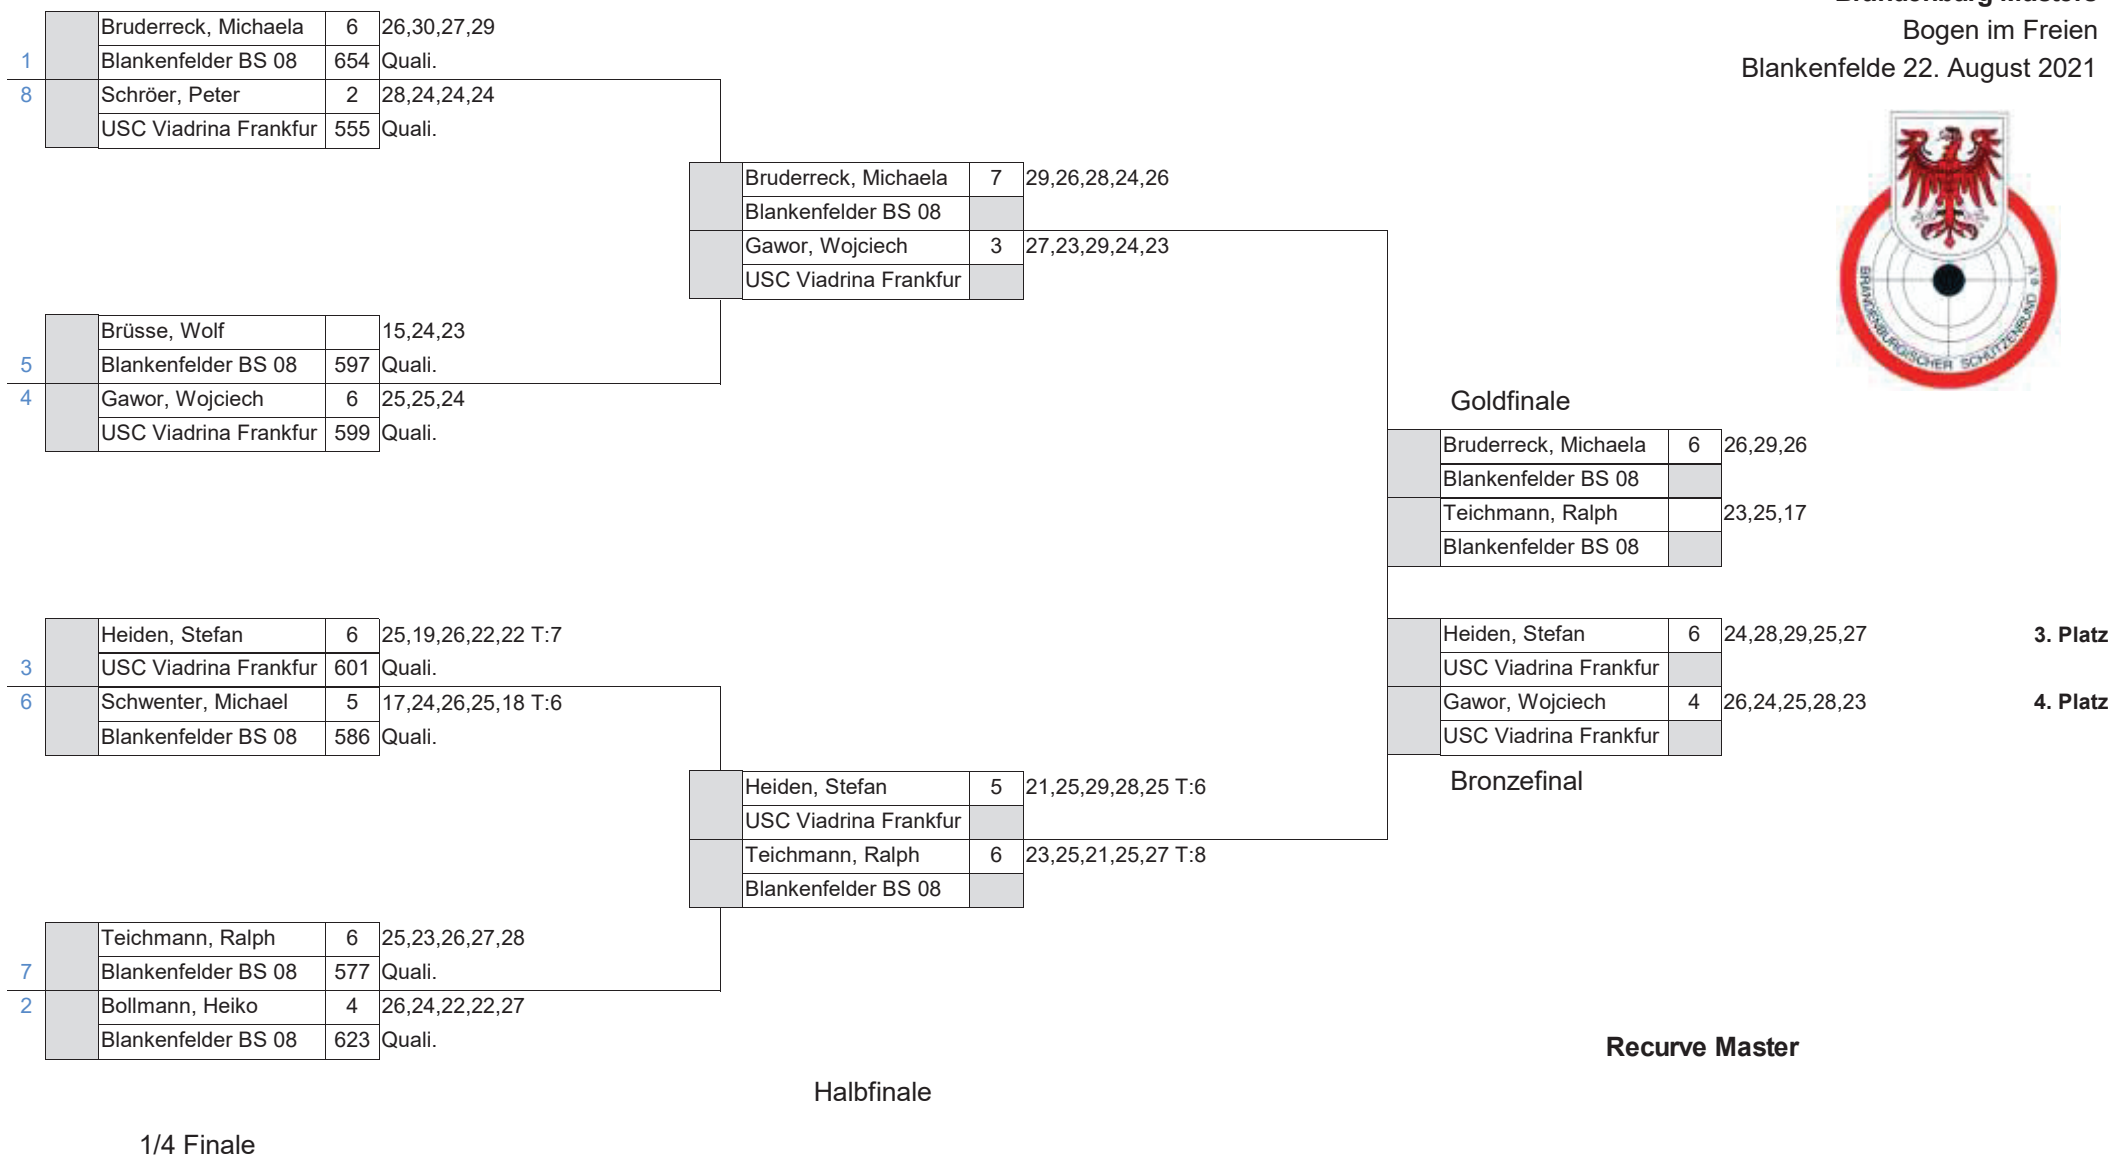 Bogen im Freien
Blankenfelde 22. August 2021
BRANDENBURGISCHER SCHÜTZENBUND e.V.
Bruderreck, Michaela 6 26,30,27,29
1 Blankenfelder BS 08 654 Quali.
8 Schröer, Peter 2 28,24,24,24
USC Viadrina Frankfur 555 Quali.
Bruderreck, Michaela 7 29,26,28,24,26
Blankenfelder BS 08
Gawor, Wojciech 3 27,23,29,24,23
USC Viadrina Frankfur
Brüsse, Wolf 15,24,23
5 Blankenfelder BS 08 597 Quali.
4 Gawor, Wojciech 6 25,25,24
USC Viadrina Frankfur 599 Quali.
Goldfinale
Bruderreck, Michaela 6 26,29,26
Blankenfelder BS 08
Teichmann, Ralph 23,25,17
Blankenfelder BS 08
Heiden, Stefan 6 25,19,26,22,22 T:7
3 USC Viadrina Frankfur 601 Quali.
6 Schwenter, Michael 5 17,24,26,25,18 T:6
Blankenfelder BS 08 586 Quali.
Heiden, Stefan 6 24,28,29,25,27 3. Platz
USC Viadrina Frankfur
Gawor, Wojciech 4 26,24,25,28,23 4. Platz
USC Viadrina Frankfur
Bronzefinal
Heiden, Stefan 5 21,25,29,28,25 T:6
USC Viadrina Frankfur
Teichmann, Ralph 6 23,25,21,25,27 T:8
Blankenfelder BS 08
Teichmann, Ralph 6 25,23,26,27,28
7 Blankenfelder BS 08 577 Quali.
2 Bollmann, Heiko 4 26,24,22,22,27
Blankenfelder BS 08 623 Quali.
Recurve Master
Halbfinale
1/4 Finale